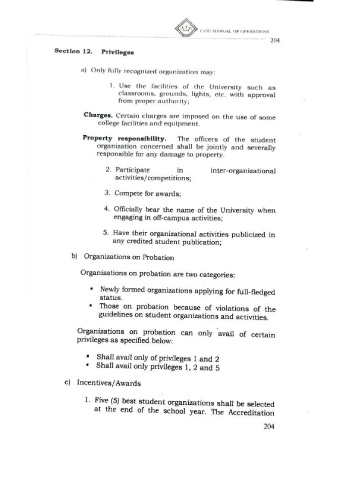 MANUAL OF OPERATIONS
204
Section 12. Privileges
a) Only fully recognized organization may:
1. Use the facilities of the University such as
classrooms, grounds, lights, etc. with approval
from proper authority;
Charges. Certain charges are imposed on the use of some
college facilities and equipment.
Property responsibility. The officers of the student
organization concerned shall be jointly and severally
responsible for any damage to property.
2. Participate in inter-organizational
activities/competitions;
3. Compete for awards;
4. Officially bear the name of the University when
engaging in off-campus activities;
5. Have their organizational activities publicized in
any credited student publication;
b) Organizations on Probation
Organizations on probation are two categories:
• Newly formed organizations applying for full-fledged
status.
• Those on probation because of violations of the
guidelines on student organizations and activities.
Organizations on probation can only avail of certain
privileges as specified below:
• Shall avail only of privileges 1 and 2
• Shall avail only privileges 1, 2 and 5
c) Incentives/Awards
1. Five (5) best student organizations shall be selected
at the end of the school year. The Accreditation
204